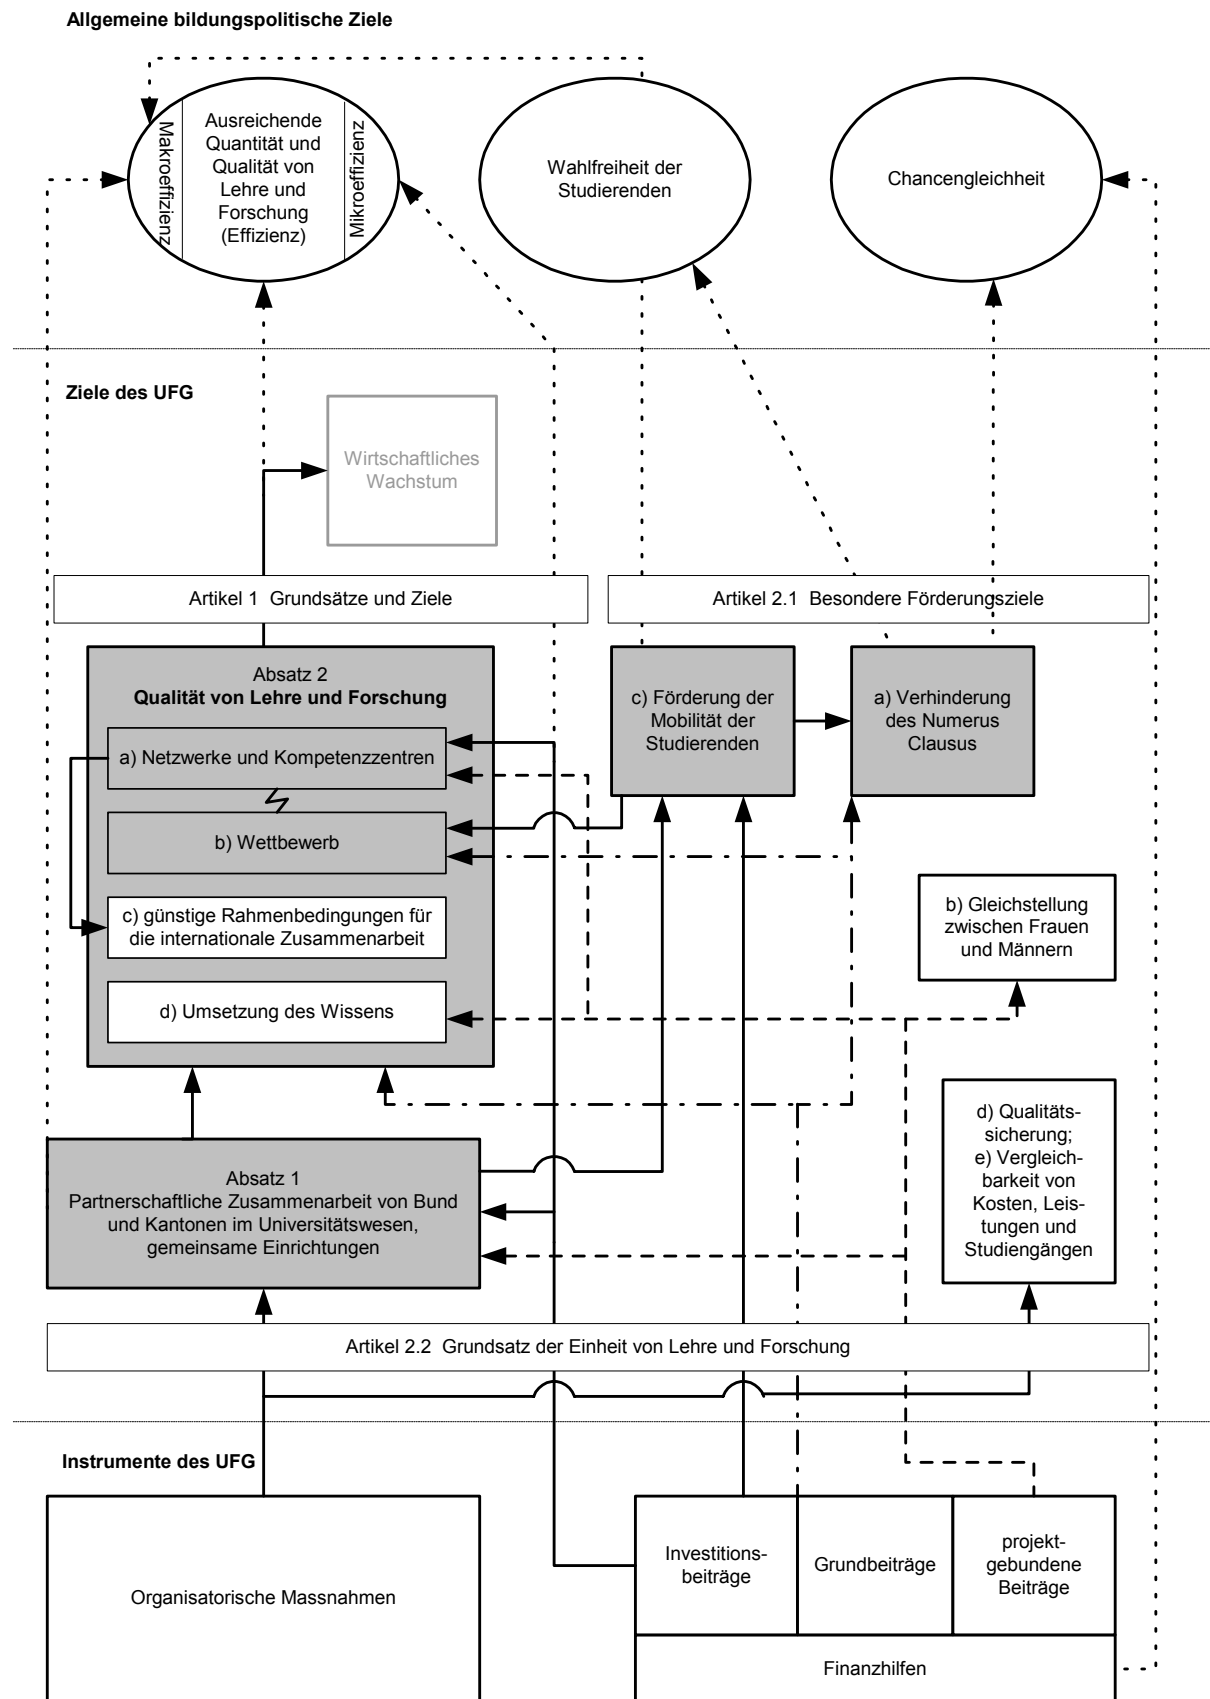 Allgemeine bildungspolitische Ziele
Makroeffizienz
Ausreichende
Quantität und
Qualität von
Lehre und
Forschung
(Effizienz)
Mikroeffizienz
Wahlfreiheit der
Studierenden
Chancengleichheit
Ziele des UFG
Wirtschaftliches
Wachstum
Artikel 1 Grundsätze und Ziele
Artikel 2.1 Besondere Förderungsziele
Absatz 2
Qualität von Lehre und Forschung
a) Netzwerke und Kompetenzzentren
b) Wettbewerb
c) günstige Rahmenbedingungen für
die internationale Zusammenarbeit
d) Umsetzung des Wissens
c) Förderung der
Mobilität der
Studierenden
a) Verhinderung
des Numerus
Clausus
b) Gleichstellung
zwischen Frauen
und Männern
d) Qualitäts-
sicherung;
e) Vergleich-
barkeit von
Kosten, Leis-
tungen und
Studiengängen
Absatz 1
Partnerschaftliche Zusammenarbeit von Bund
und Kantonen im Universitätswesen,
gemeinsame Einrichtungen
Artikel 2.2 Grundsatz der Einheit von Lehre und Forschung
Instrumente des UFG
Organisatorische Massnahmen
Investitions-
beiträge
Grundbeiträge
projekt-
gebundene
Beiträge
Finanzhilfen